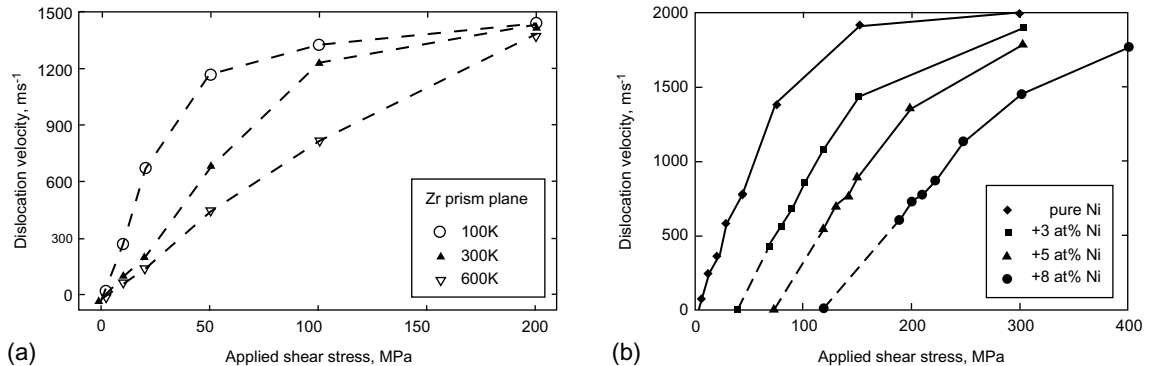 1500
1200
900
600
300
0
0
50
100
150
200
Dislocation velocity, ms-1
Applied shear stress, MPa
Zr prism plane
100K
300K
600K
(a)
2000
1500
1000
500
0
0
100
200
300
400
Dislocation velocity, ms-1
Applied shear stress, MPa
pure Ni
+3 at% Ni
+5 at% Ni
+8 at% Ni
(b)